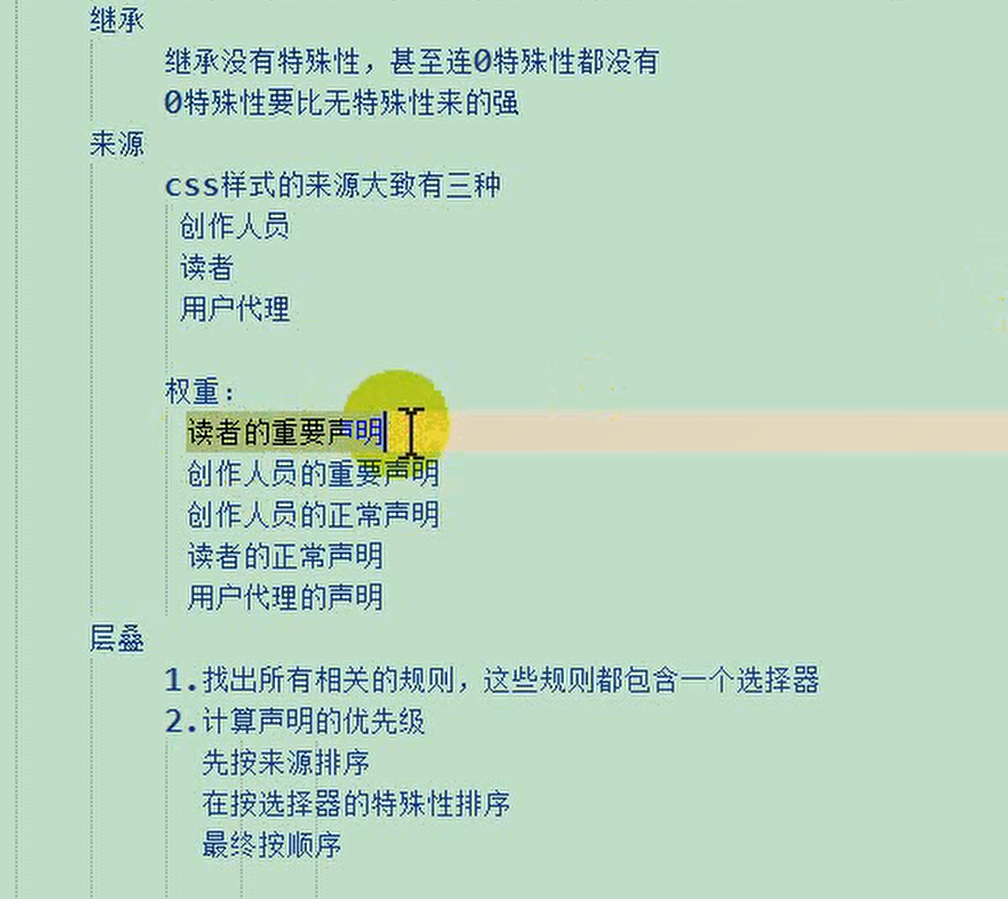 继承
继承没有特殊性，甚至连0特殊性都没有
0特殊性要比无特殊性来的强
来源
css样式的来源大致有三种
创作人员
读者
用户代理
权重:
读者的重要声明
创作人员的重要声明
创作人员的正常声明
读者的正常声明
用户代理的声明
层叠
1.找出所有相关的规则，这些规则都包含一个选择器
2.计算声明的优先级
先按来源排序
在按选择器的特殊性排序
最终按顺序